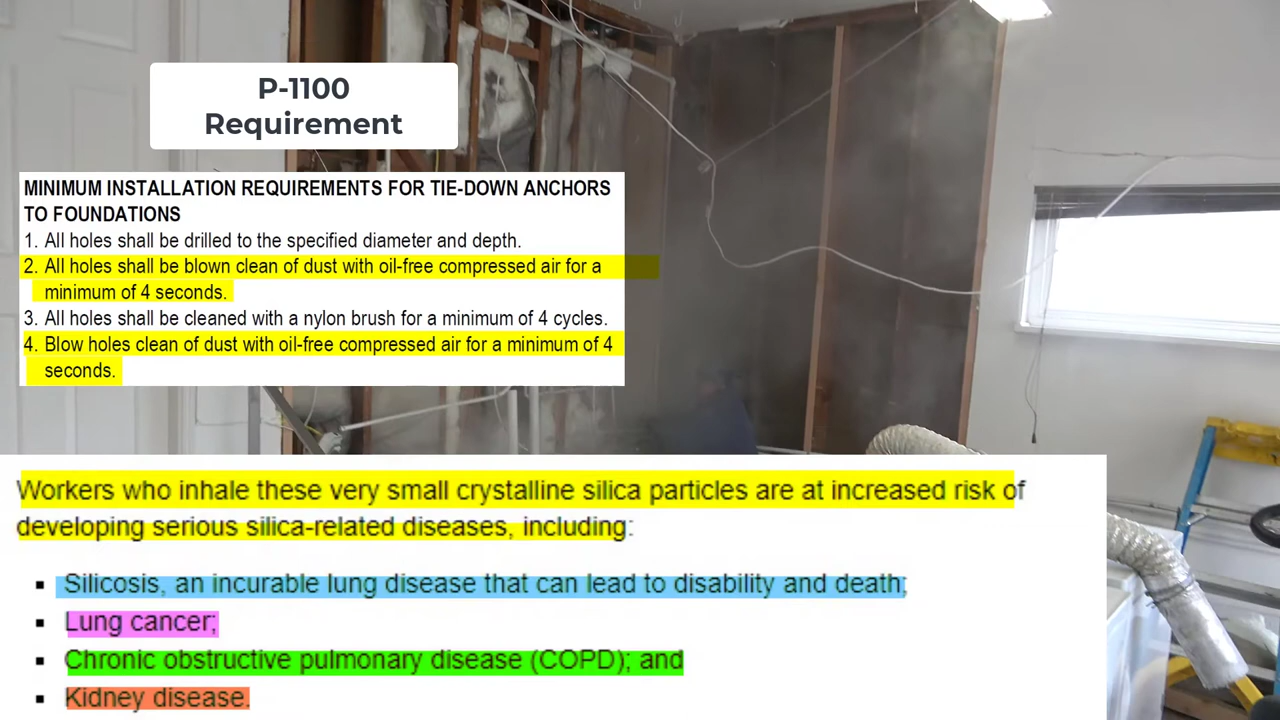 P-1100
Requirement
MINIMUM INSTALLATION REQUIREMENTS FOR TIE-DOWN ANCHORS
TO FOUNDATIONS
1. All holes shall be drilled to the specified diameter and depth.
2. All holes shall be blown clean of dust with oil-free compressed air for a
minimum of 4 seconds.
3. All holes shall be cleaned with a nylon brush for a minimum of 4 cycles.
4. Blow holes clean of dust with oil-free compressed air for a minimum of 4
seconds.
Workers who inhale these very small crystalline silica particles are at increased risk of
developing serious silica-related diseases, including:
▪ Silicosis, an incurable lung disease that can lead to disability and death;
▪ Lung cancer;
▪ Chronic obstructive pulmonary disease (COPD); and
▪ Kidney disease.